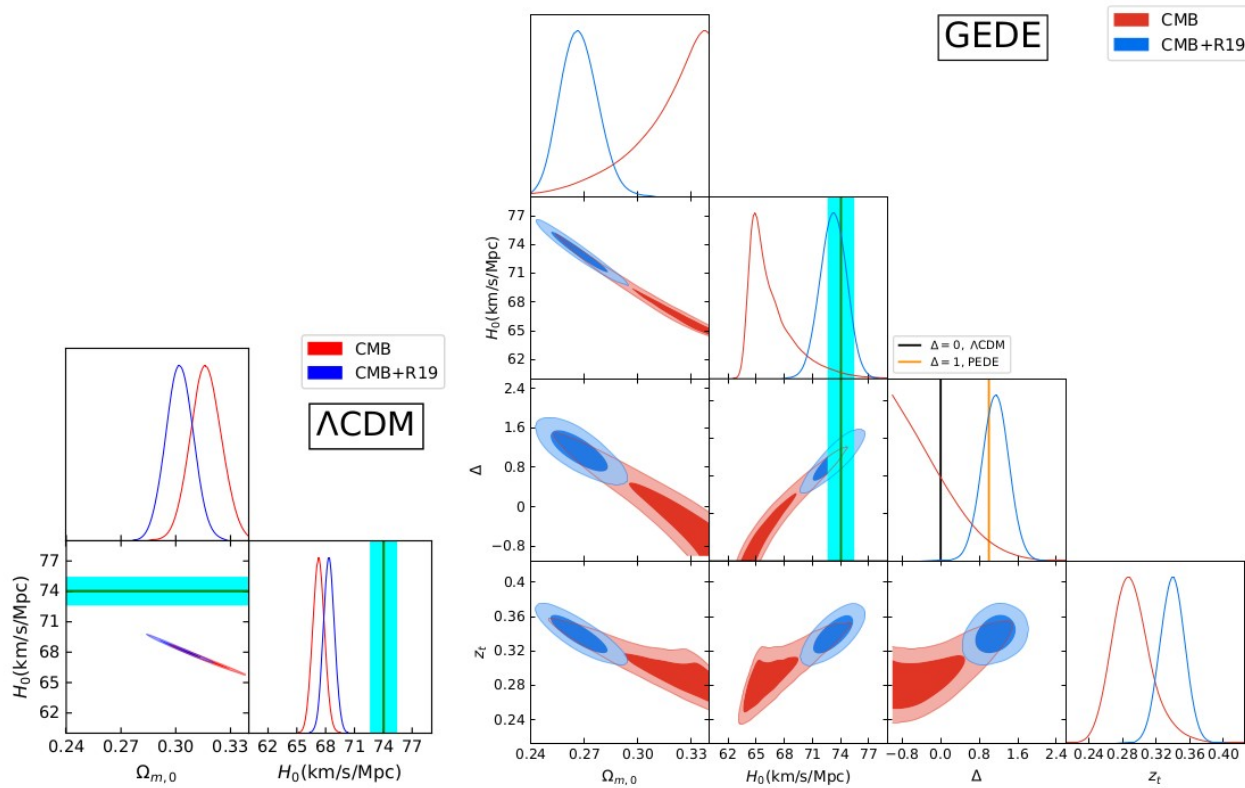 GEDE
CMB
CMB+R19
77
74
71
68
65
62
H₀(km/s/Mpc)
CMB
CMB+R19
ΛCDM
Δ = 0, ΛCDM
Δ = 1, PEDE
2.4
1.6
0.8
0
−0.8
Δ
77
74
71
68
65
62
H₀(km/s/Mpc)
0.4
0.36
0.32
0.28
0.24
z_t
0.24 0.27 0.30 0.33
Ω_{m,0}
62 65 68 71 74 77
H₀(km/s/Mpc)
0.24 0.27 0.30 0.33
Ω_{m,0}
62 65 68 71 74 77
H₀(km/s/Mpc)
−0.8 0.0 0.8 1.6 2.4
Δ
0.24 0.28 0.32 0.36 0.40
z_t